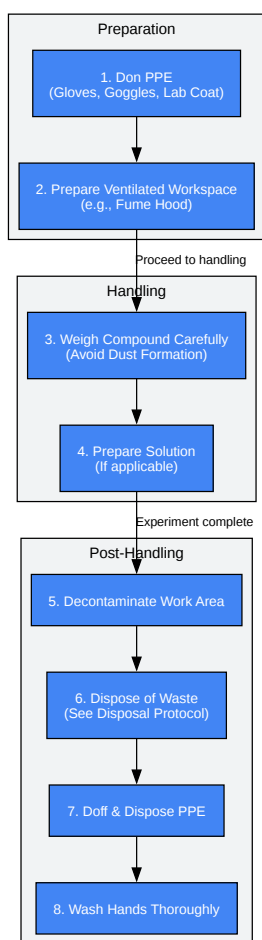 Preparation
1. Don PPE
(Gloves, Goggles, Lab Coat)
2. Prepare Ventilated Workspace
(e.g., Fume Hood)
Proceed to handling
Handling
3. Weigh Compound Carefully
(Avoid Dust Formation)
4. Prepare Solution
(If applicable)
Experiment complete
Post-Handling
5. Decontaminate Work Area
6. Dispose of Waste
(See Disposal Protocol)
7. Doff & Dispose PPE
8. Wash Hands Thoroughly